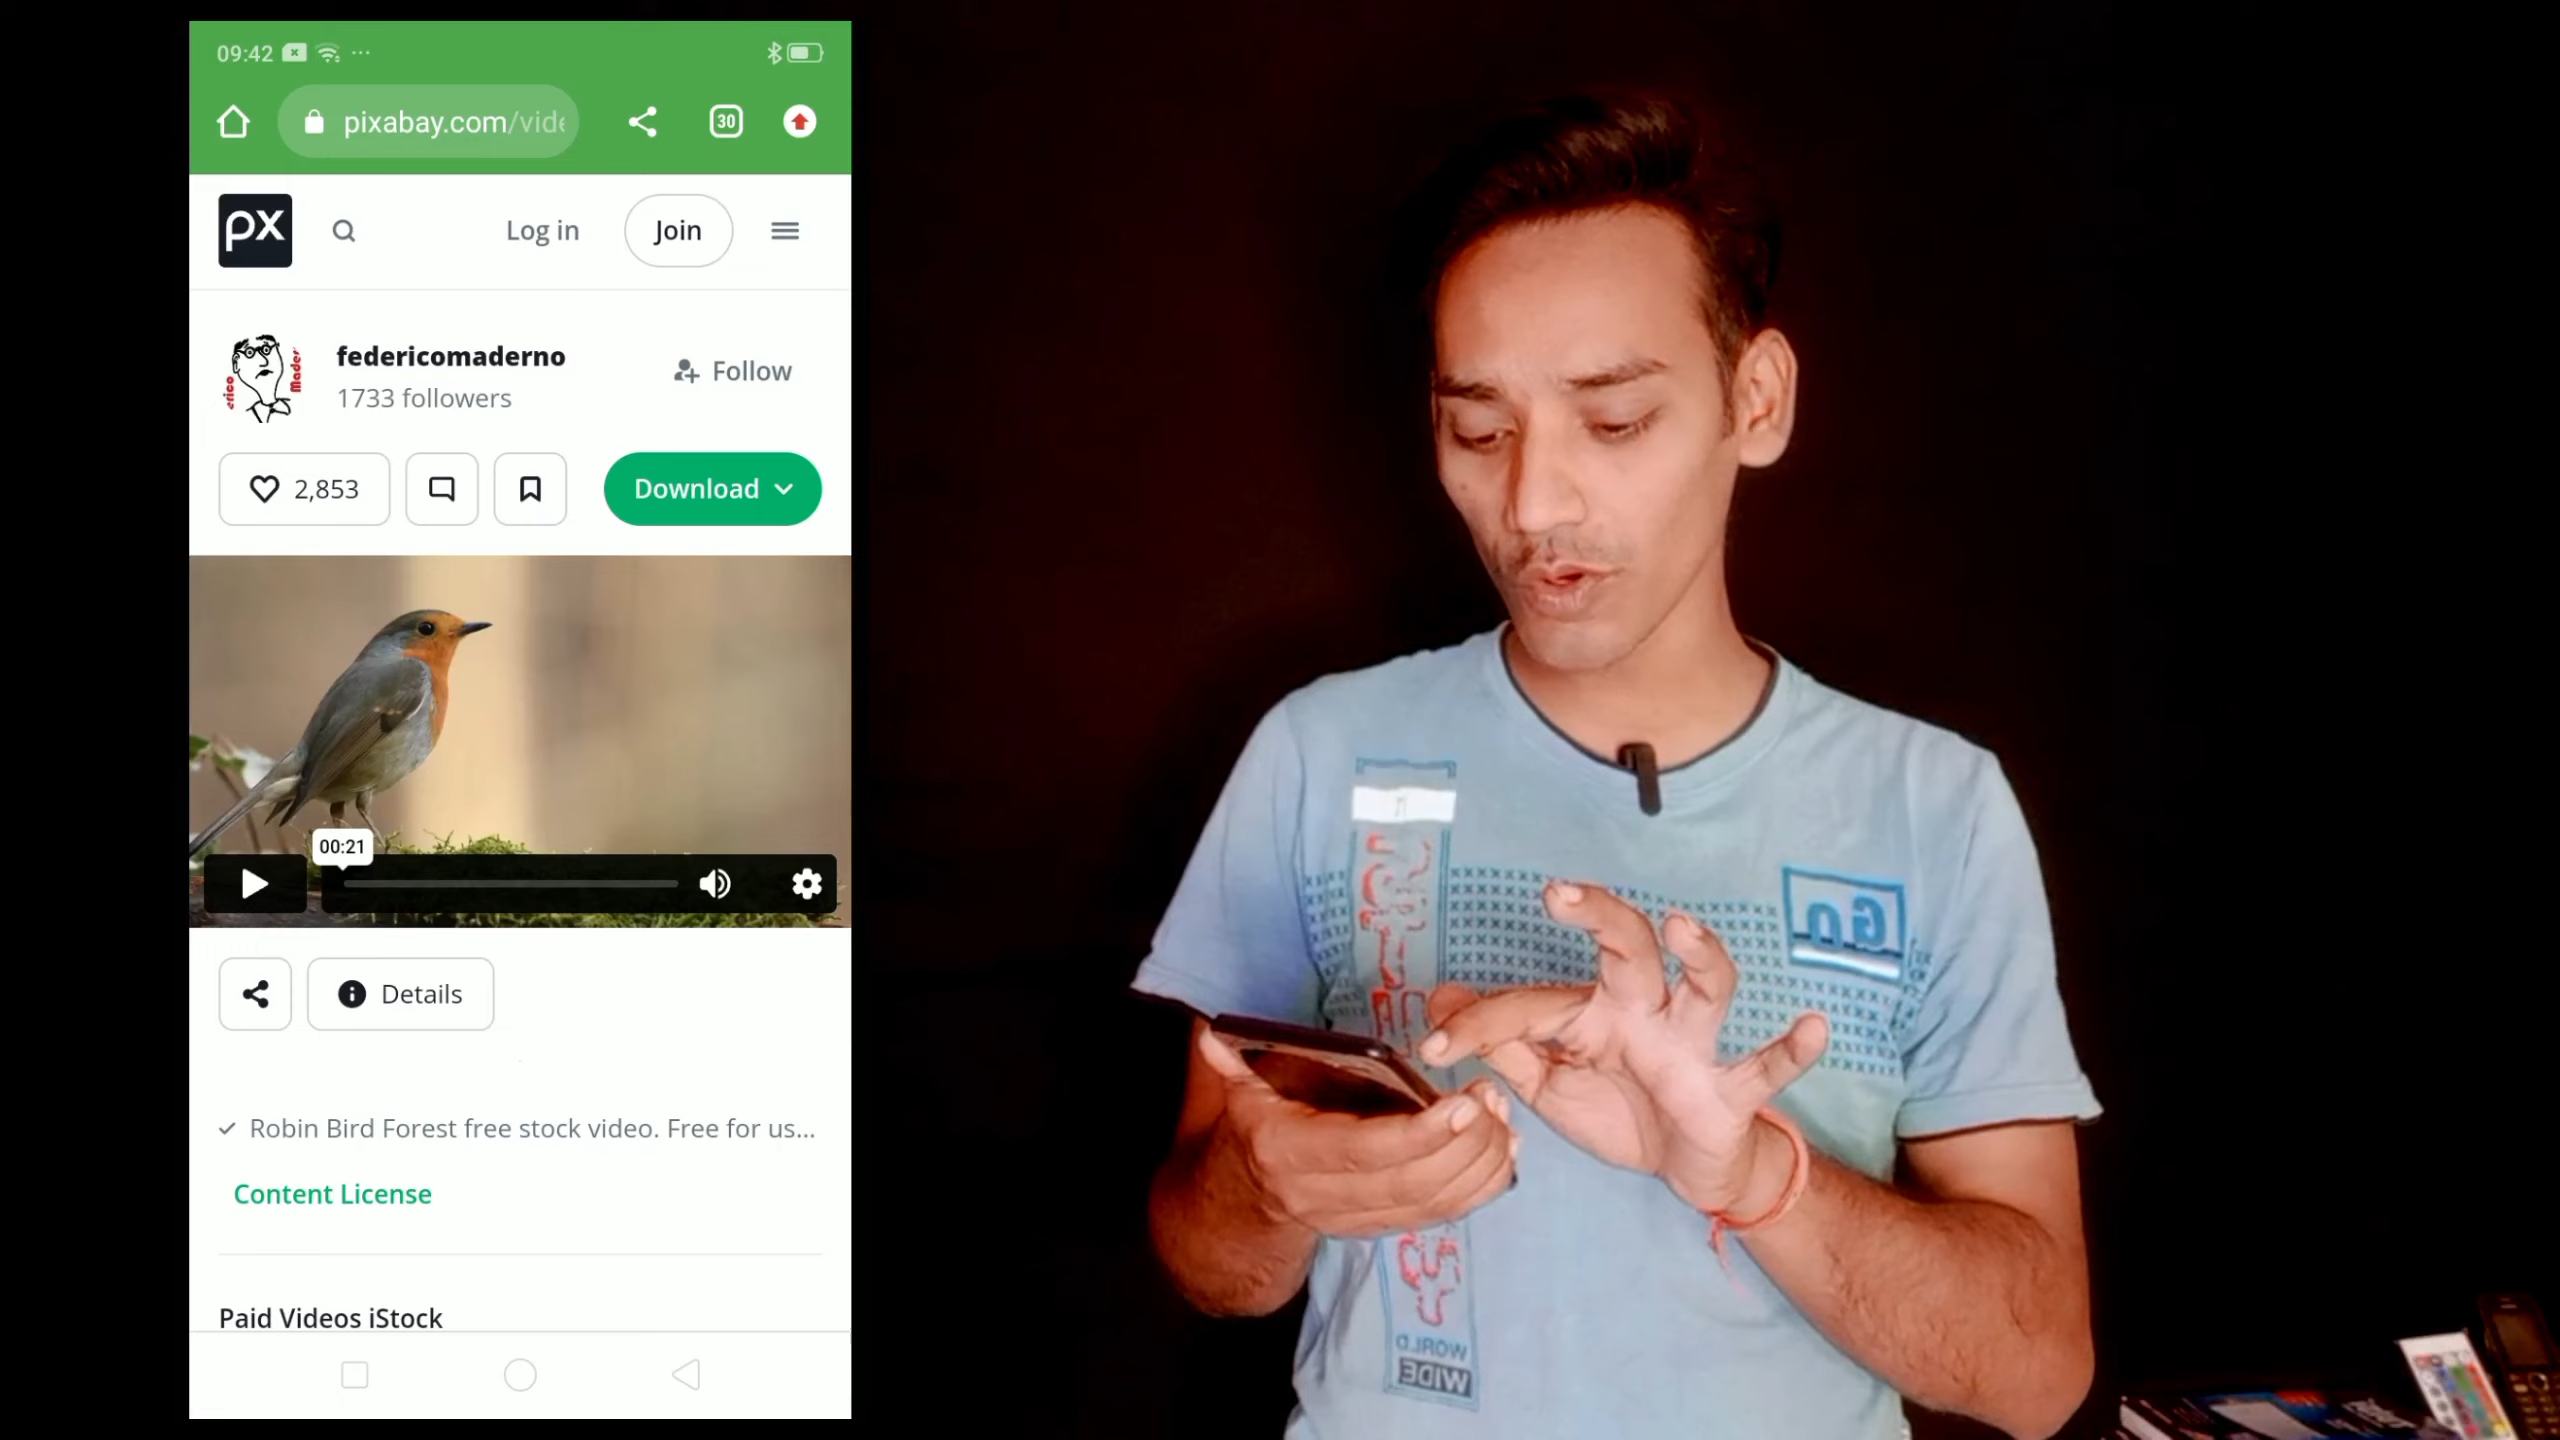 09:42
pixabay.com/vide
30
px
Log in
Join
federicomaderno
1733 followers
Follow
2,853
Download
00:21
Details
Robin Bird Forest free stock video. Free for us...
Content License
Paid Videos iStock
GO
WORLD
WIDE